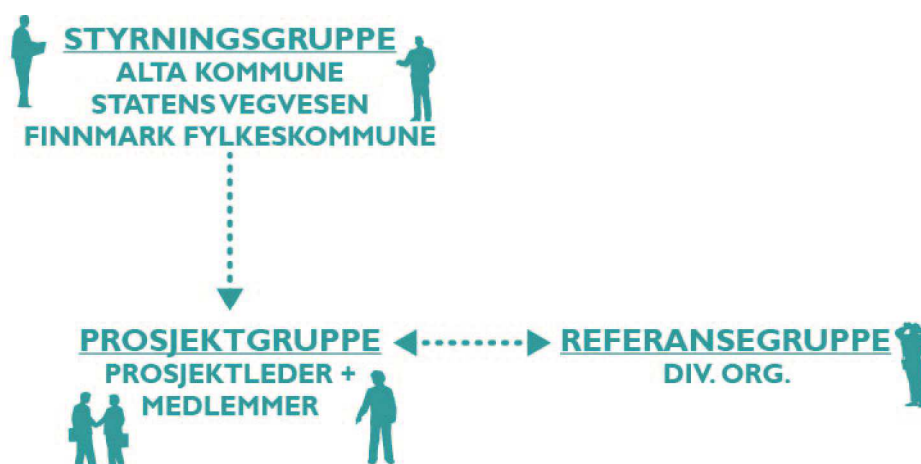 STYRNINGSGRUPPE
ALTA KOMMUNE
STATENS VEGVESEN
FINNMARK FYLKESKOMMUNE
PROSJEKTGRUPPE
PROSJEKTLEDER +
MEDLEMMER
REFERANSEGRUPPE
DIV. ORG.